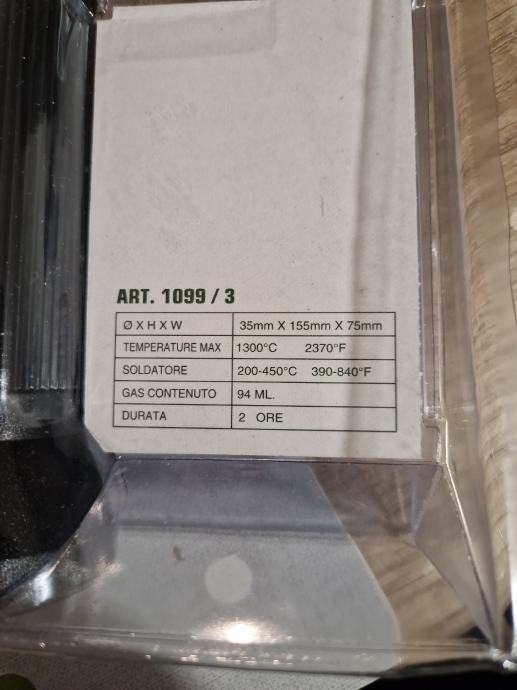 ART. 1099 / 3
Ø X H X W 35mm X 155mm X 75mm
TEMPERATURE MAX 1300°C 2370°F
SOLDATORE 200-450°C 390-840°F
GAS CONTENUTO 94 ML.
DURATA 2 ORE